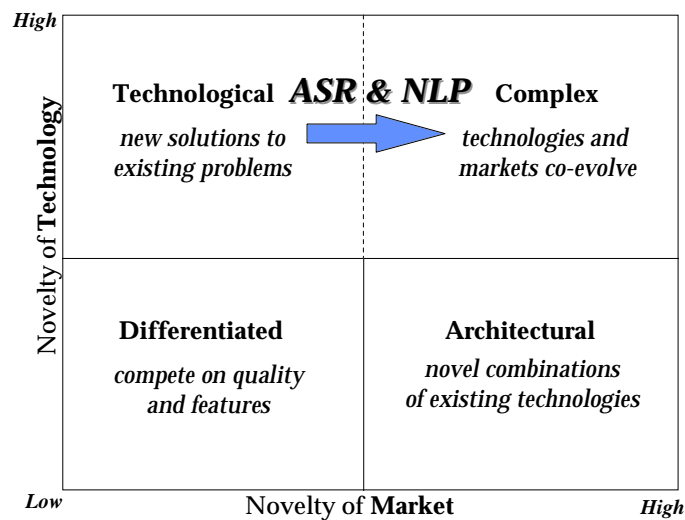 High
Technological ASR & NLP Complex
new solutions to
existing problems
technologies and
markets co-evolve
Novelty of Technology
Differentiated
compete on quality
and features
Architectural
novel combinations
of existing technologies
Low
Novelty of Market
High